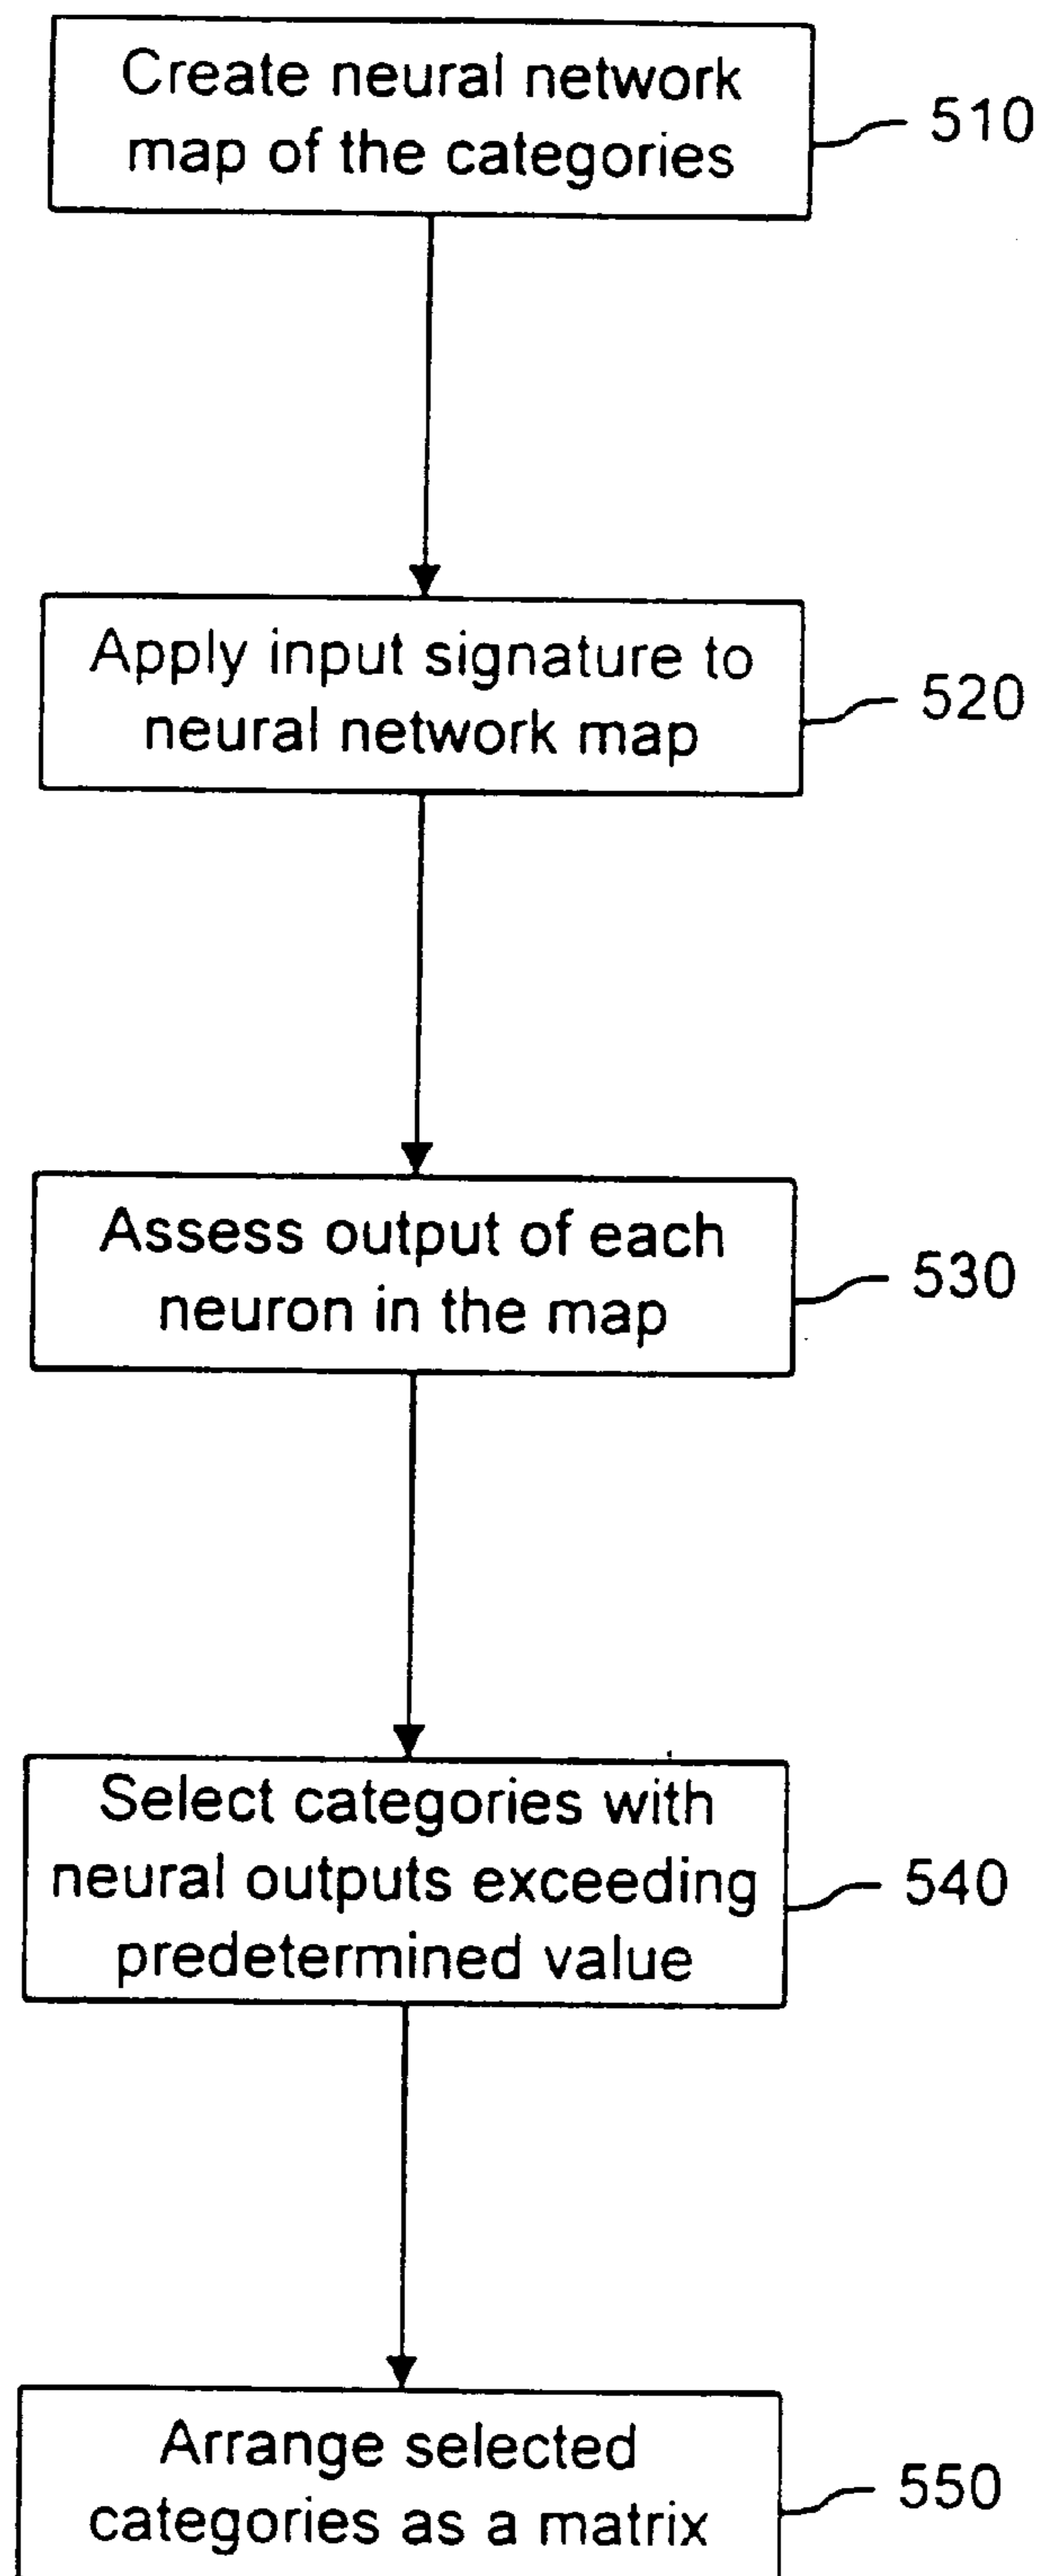 Create neural network
map of the categories
510
Apply input signature to
neural network map
520
Assess output of each
neuron in the map
530
Select categories with
neural outputs exceeding
predetermined value
540
Arrange selected
categories as a matrix
550